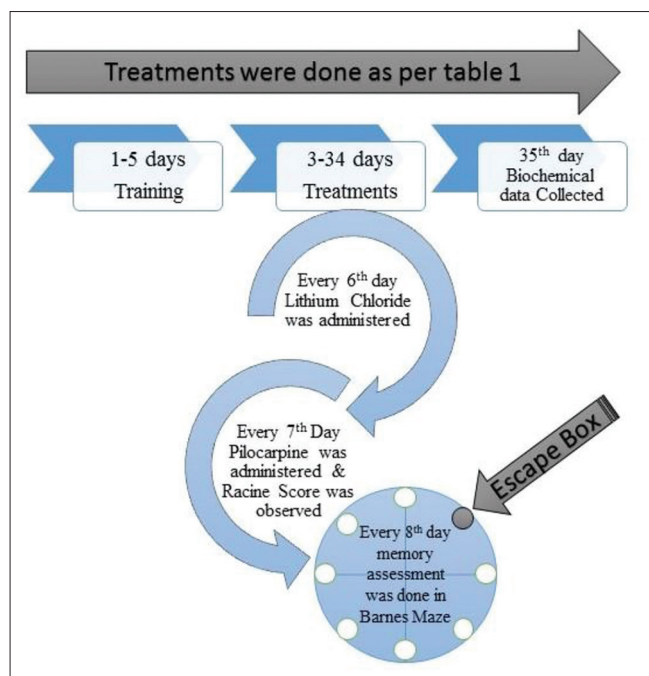 Treatments were done as per table 1
1-5 days
Training
3-34 days
Treatments
35th day
Biochemical
data Collected
Every 6th day
Lithium Chloride
was administered
Every 7th Day
Pilocarpine was
administered &
Racine Score was
observed
Escape Box
Every 8th day
memory
assessment
was done in
Barnes Maze